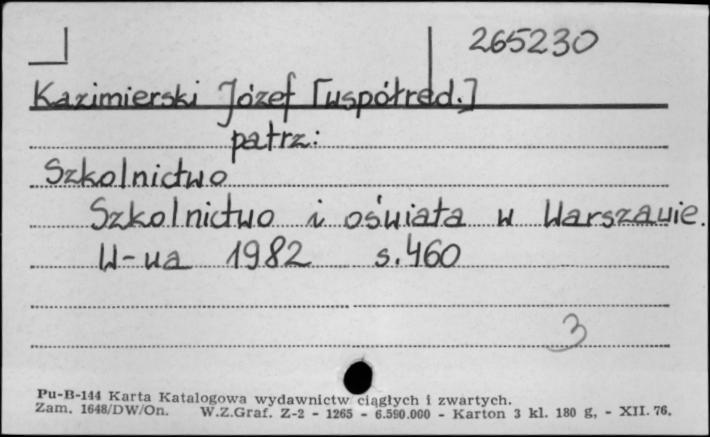 265230
Kazimierski Józef [współred.]
patrz:
Szkolnictwo
Szkolnictwo i oświata w Warszawie.
W-wa 1982 s.460
3
Pu-B-144 Karta Katalogowa wydawnictw ciągłych i zwartych.
Zam. 1648/DW/On. W.Z.Graf. Z-2 - 1265 - 6.590.000 - Karton 3 kl. 180 g. - XII. 76.